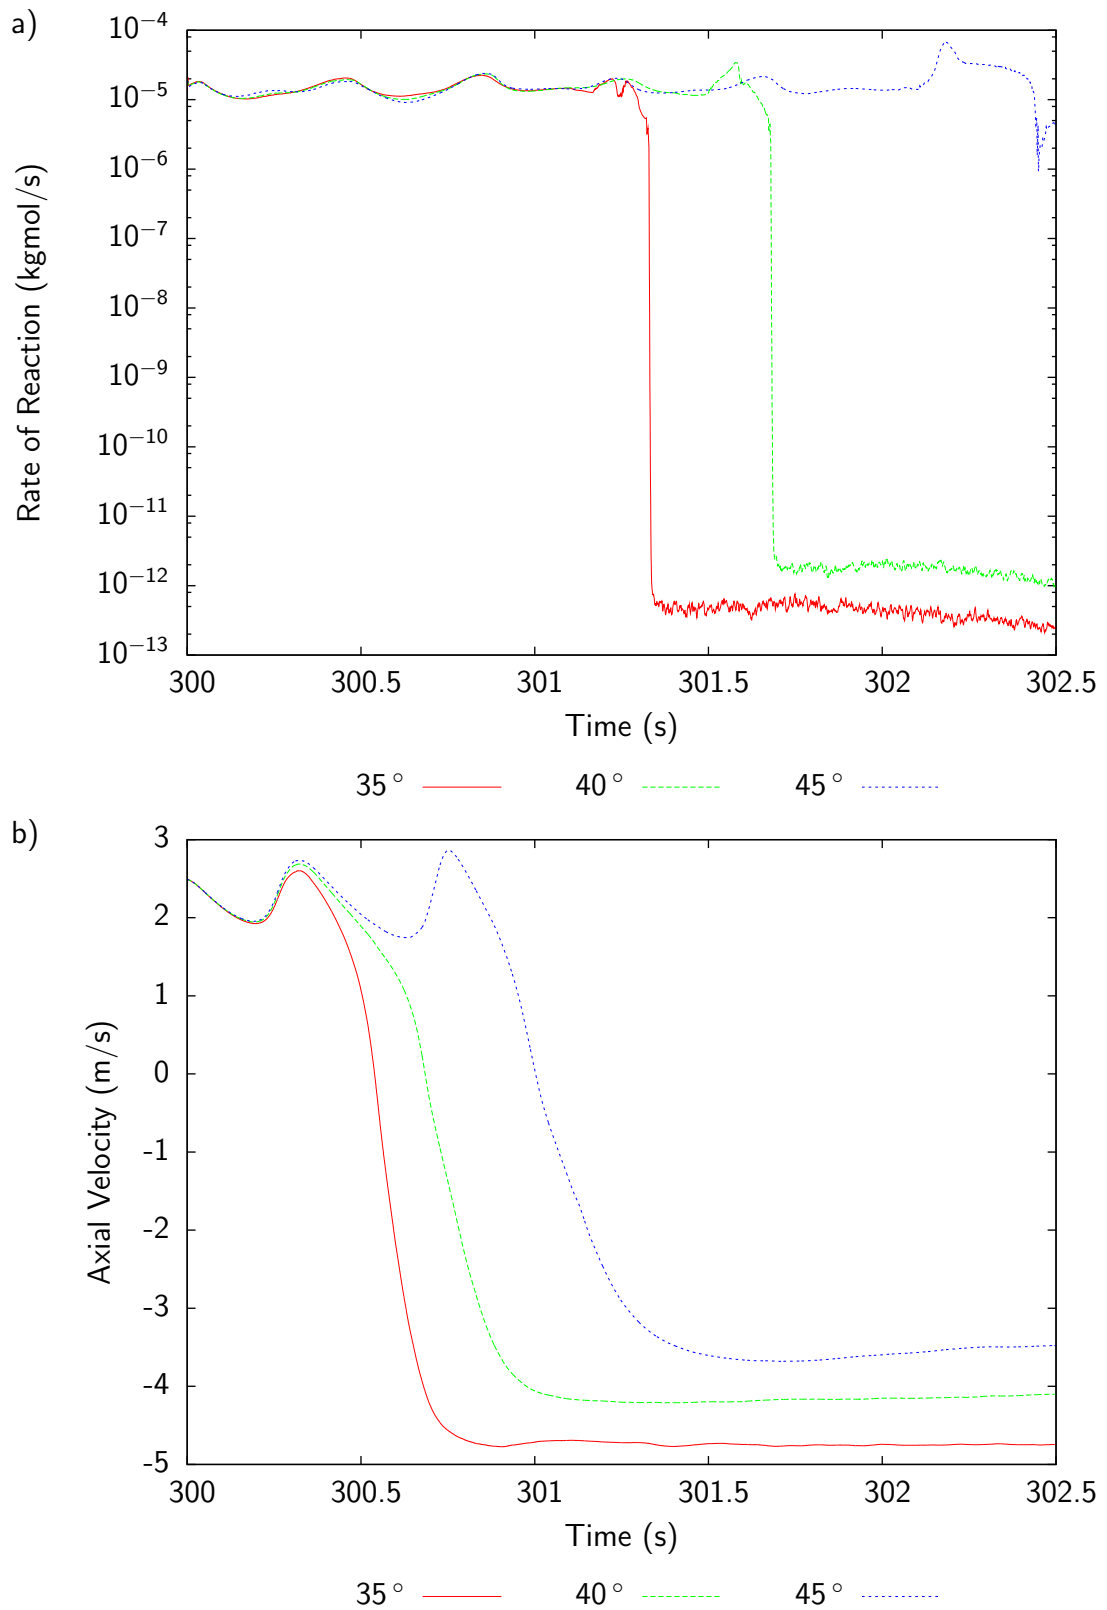 a)
10⁻⁴
10⁻⁵
10⁻⁶
10⁻⁷
10⁻⁸
10⁻⁹
10⁻¹⁰
10⁻¹¹
10⁻¹²
10⁻¹³
Rate of Reaction (kgmol/s)
300 300.5 301 301.5 302 302.5
Time (s)
35° 40° 45°
b)
3
2
1
0
-1
-2
-3
-4
-5
Axial Velocity (m/s)
300 300.5 301 301.5 302 302.5
Time (s)
35° 40° 45°